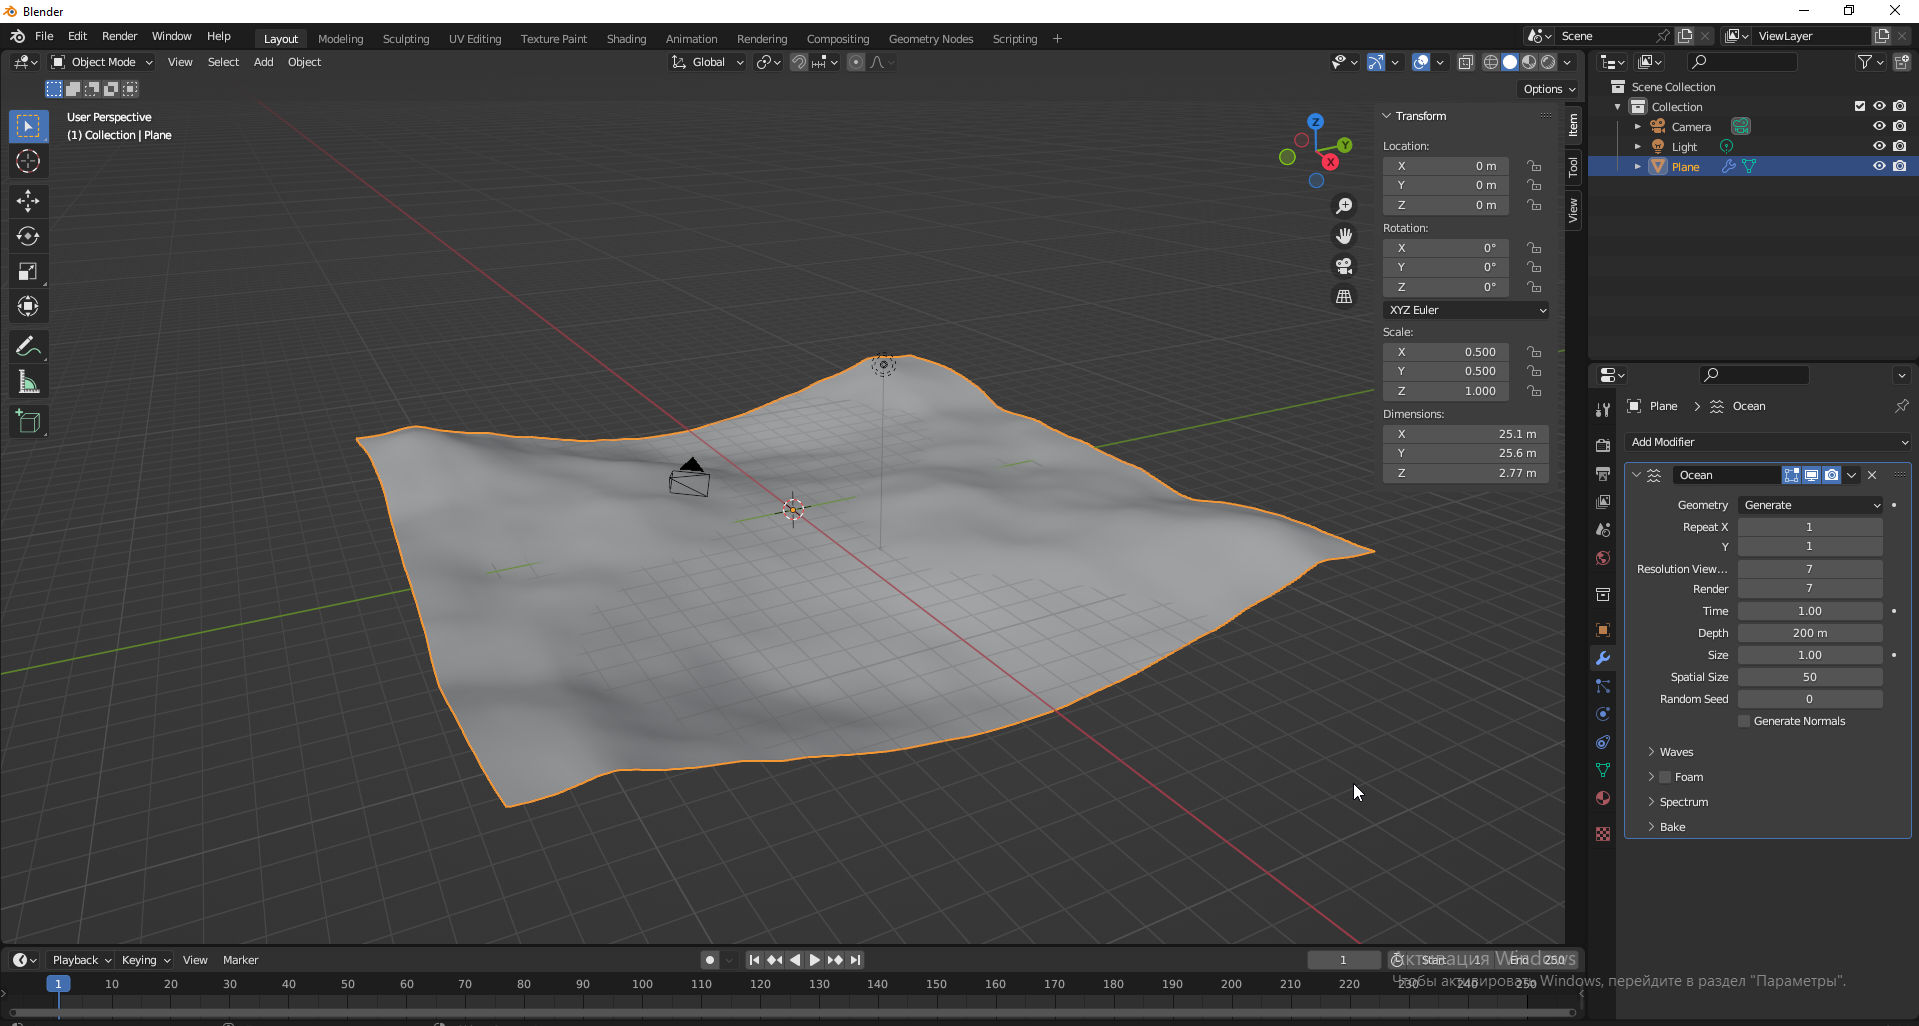 Blender
File Edit Render Window Help
Layout Modeling Sculpting UV Editing Texture Paint Shading Animation Rendering Compositing Geometry Nodes Scripting +
Scene
ViewLayer
Object Mode View Select Add Object
Global
Options
User Perspective
(1) Collection | Plane
Z
Y
X
Transform
Location:
X 0 m
Y 0 m
Z 0 m
Rotation:
X 0°
Y 0°
Z 0°
XYZ Euler
Scale:
X 0.500
Y 0.500
Z 1.000
Dimensions:
X 25.1 m
Y 25.6 m
Z 2.77 m
Item
Tool
View
Scene Collection
Collection
Camera
Light
Plane
Plane > Ocean
Add Modifier
Ocean
Geometry Generate
Repeat X 1
Y 1
Resolution View... 7
Render 7
Time 1.00
Depth 200 m
Size 1.00
Spatial Size 50
Random Seed 0
Generate Normals
Waves
Foam
Spectrum
Bake
Playback Keying View Marker
1
Start 1 End 250
Активация Windows
Чтобы активировать Windows, перейдите в раздел "Параметры".
1 10 20 30 40 50 60 70 80 90 100 110 120 130 140 150 160 170 180 190 200 210 220 230 240 250